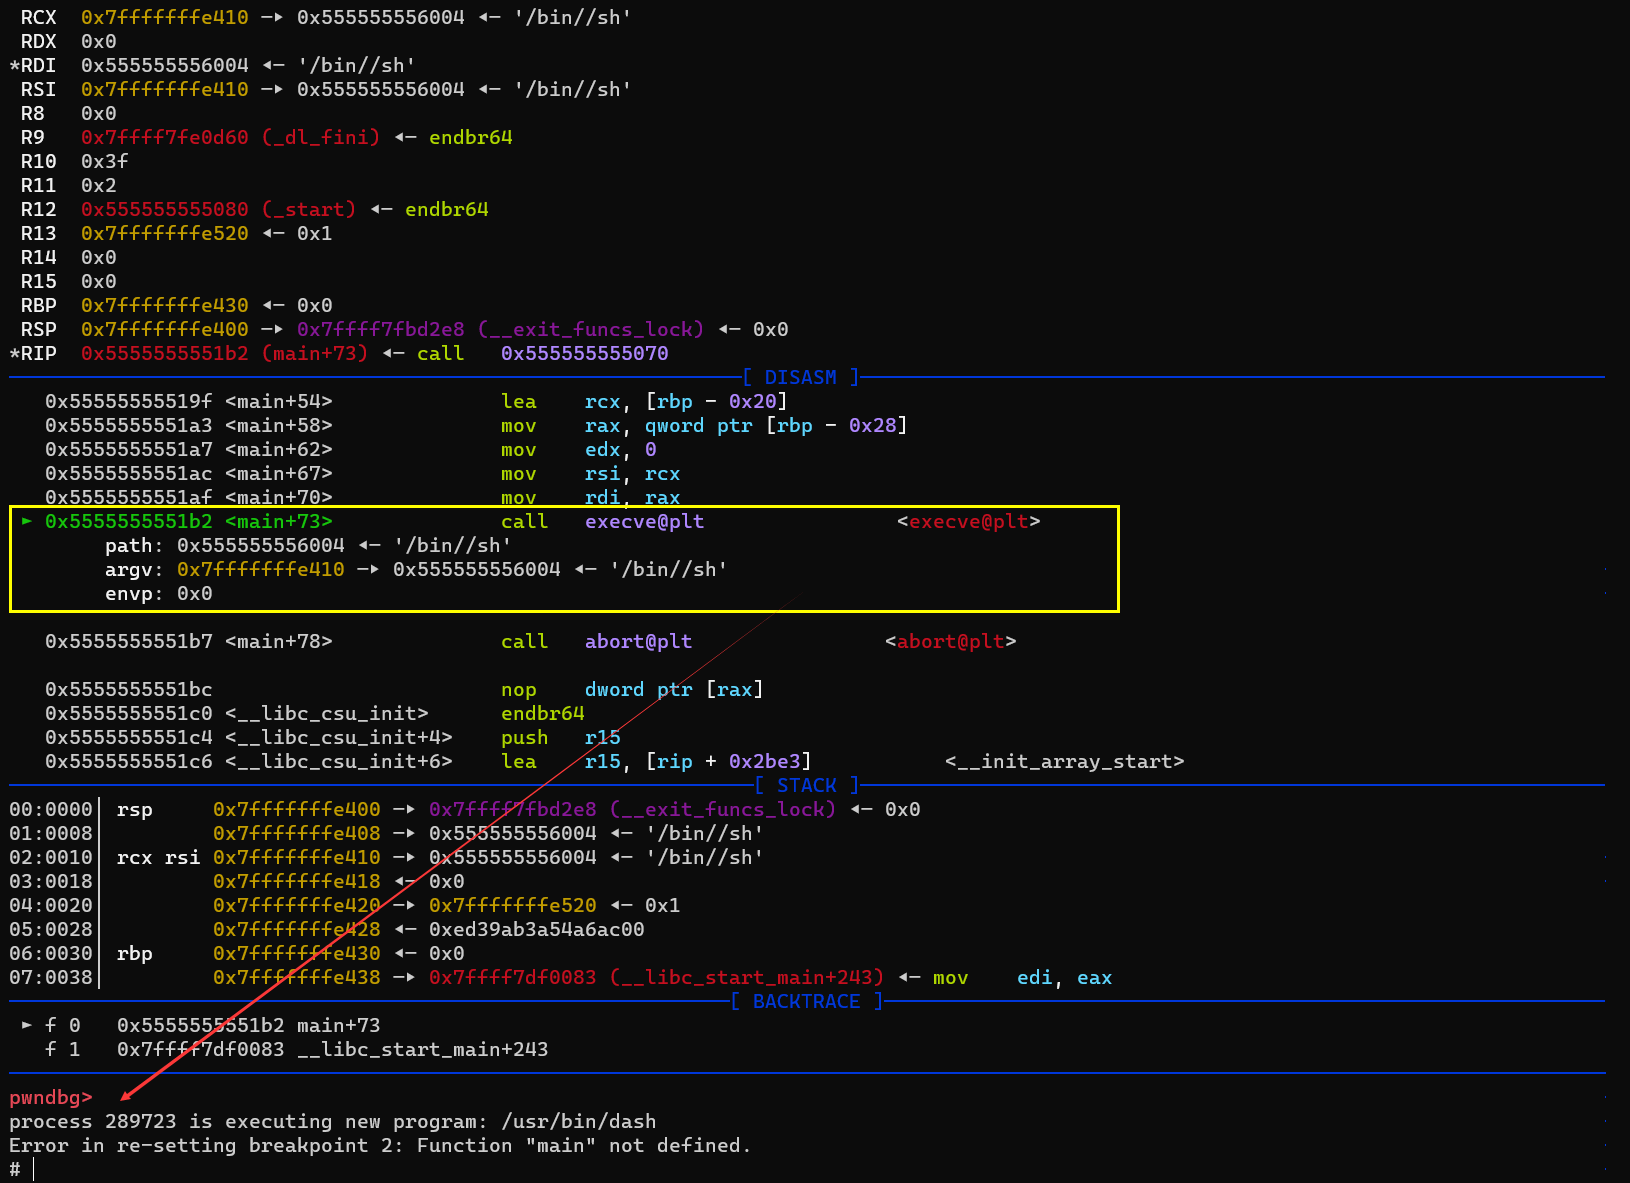 RCX  0x7fffffffe410 —▸ 0x555555556004 ◂— '/bin//sh'
RDX  0x0
*RDI  0x555555556004 ◂— '/bin//sh'
RSI  0x7fffffffe410 —▸ 0x555555556004 ◂— '/bin//sh'
R8   0x0
R9   0x7ffff7fe0d60 (_dl_fini) ◂— endbr64
R10  0x3f
R11  0x2
R12  0x555555555080 (_start) ◂— endbr64
R13  0x7fffffffe520 ◂— 0x1
R14  0x0
R15  0x0
RBP  0x7fffffffe430 ◂— 0x0
RSP  0x7fffffffe400 —▸ 0x7ffff7fbd2e8 (__exit_funcs_lock) ◂— 0x0
*RIP  0x5555555551b2 (main+73) ◂— call   0x555555555070
[ DISASM ]
0x55555555519f <main+54>    lea    rcx, [rbp - 0x20]
0x5555555551a3 <main+58>    mov    rax, qword ptr [rbp - 0x28]
0x5555555551a7 <main+62>    mov    edx, 0
0x5555555551ac <main+67>    mov    rsi, rcx
0x5555555551af <main+70>    mov    rdi, rax
► 0x5555555551b2 <main+73>    call   execve@plt    <execve@plt>
path: 0x555555556004 ◂— '/bin//sh'
argv: 0x7fffffffe410 —▸ 0x555555556004 ◂— '/bin//sh'
envp: 0x0
0x5555555551b7 <main+78>    call   abort@plt    <abort@plt>
0x5555555551bc    nop    dword ptr [rax]
0x5555555551c0 <__libc_csu_init>    endbr64
0x5555555551c4 <__libc_csu_init+4>    push   r15
0x5555555551c6 <__libc_csu_init+6>    lea    r15, [rip + 0x2be3]    <__init_array_start>
[ STACK ]
00:0000│ rsp     0x7fffffffe400 —▸ 0x7ffff7fbd2e8 (__exit_funcs_lock) ◂— 0x0
01:0008│         0x7fffffffe408 —▸ 0x555555556004 ◂— '/bin//sh'
02:0010│ rcx rsi 0x7fffffffe410 —▸ 0x555555556004 ◂— '/bin//sh'
03:0018│         0x7fffffffe418 ◂— 0x0
04:0020│         0x7fffffffe420 —▸ 0x7fffffffe520 ◂— 0x1
05:0028│         0x7fffffffe428 ◂— 0xed39ab3a54a6ac00
06:0030│ rbp     0x7fffffffe430 ◂— 0x0
07:0038│         0x7fffffffe438 —▸ 0x7ffff7df0083 (__libc_start_main+243) ◂— mov    edi, eax
[ BACKTRACE ]
► f 0   0x5555555551b2 main+73
f 1   0x7ffff7df0083 __libc_start_main+243
pwndbg>
process 289723 is executing new program: /usr/bin/dash
Error in re-setting breakpoint 2: Function "main" not defined.
#